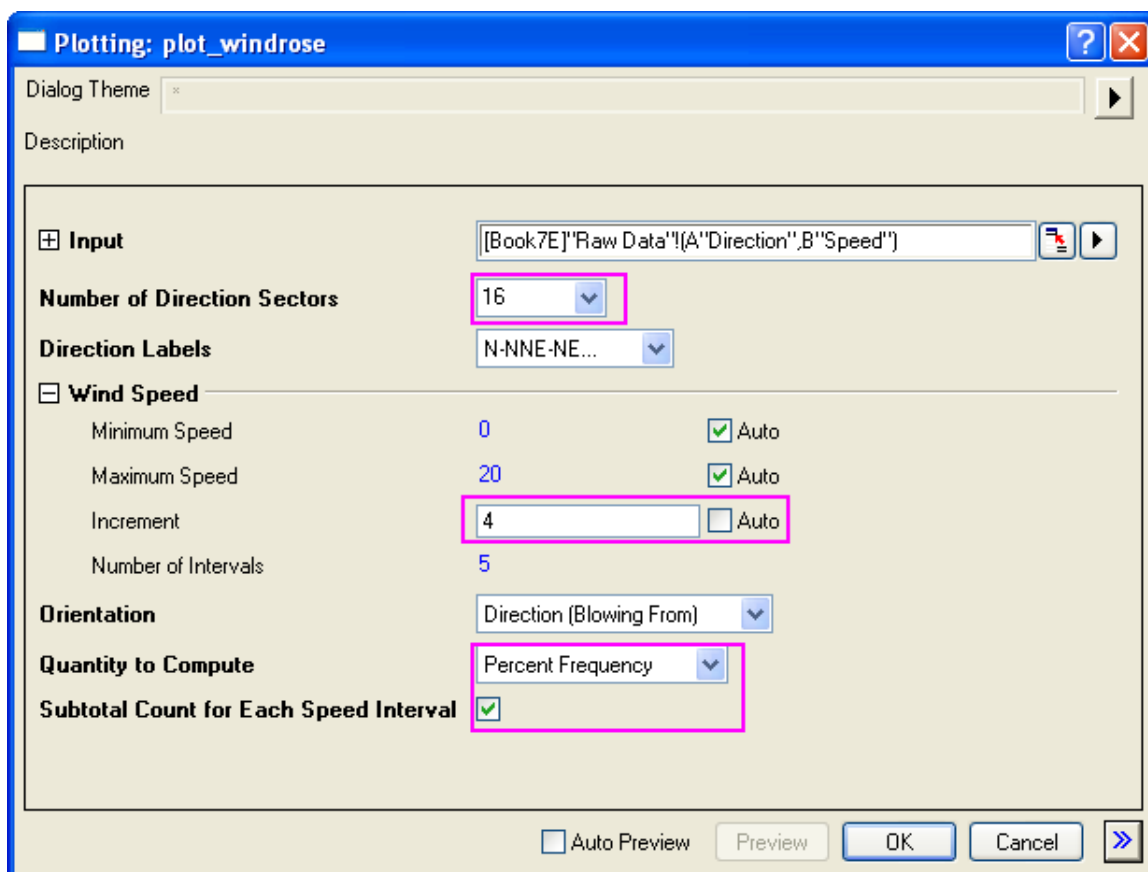 Plotting: plot_windrose
Dialog Theme *
Description
Input [Book7E]"Raw Data"!(A"Direction",B"Speed")
Number of Direction Sectors 16
Direction Labels N-NNE-NE...
Wind Speed
Minimum Speed 0 Auto
Maximum Speed 20 Auto
Increment 4 Auto
Number of Intervals 5
Orientation Direction (Blowing From)
Quantity to Compute Percent Frequency
Subtotal Count for Each Speed Interval
Auto Preview Preview OK Cancel